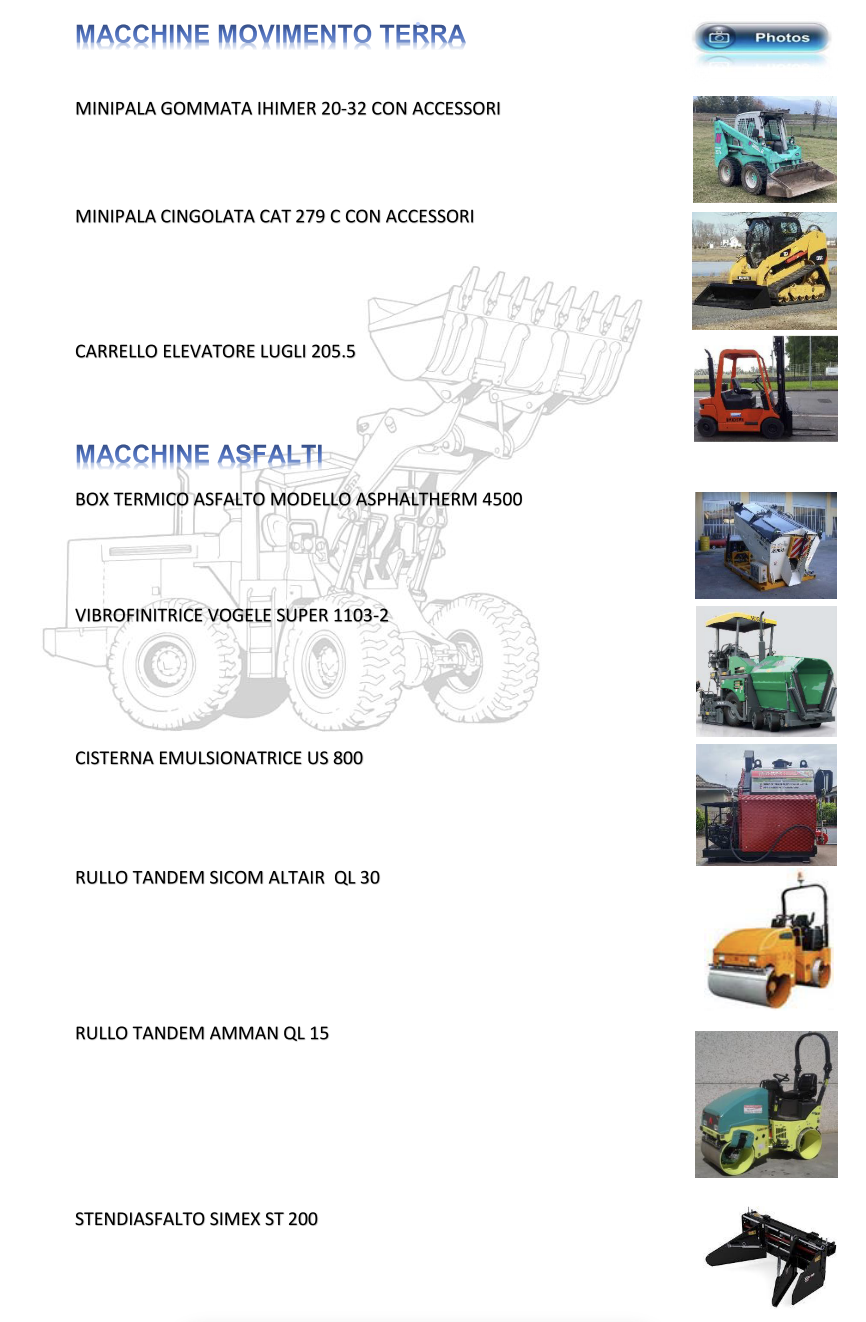 MACCHINE MOVIMENTO TERRA
Photos
MINIPALA GOMMATA IHIMER 20-32 CON ACCESSORI
MINIPALA CINGOLATA CAT 279 C CON ACCESSORI
CARRELLO ELEVATORE LUGLI 205.5
MACCHINE ASFALTI
BOX TERMICO ASFALTO MODELLO ASPHALTHERM 4500
VIBROFINITRICE VOGELE SUPER 1103-2
CISTERNA EMULSIONATRICE US 800
RULLO TANDEM SICOM ALTAIR QL 30
RULLO TANDEM AMMAN QL 15
STENDIASFALTO SIMEX ST 200